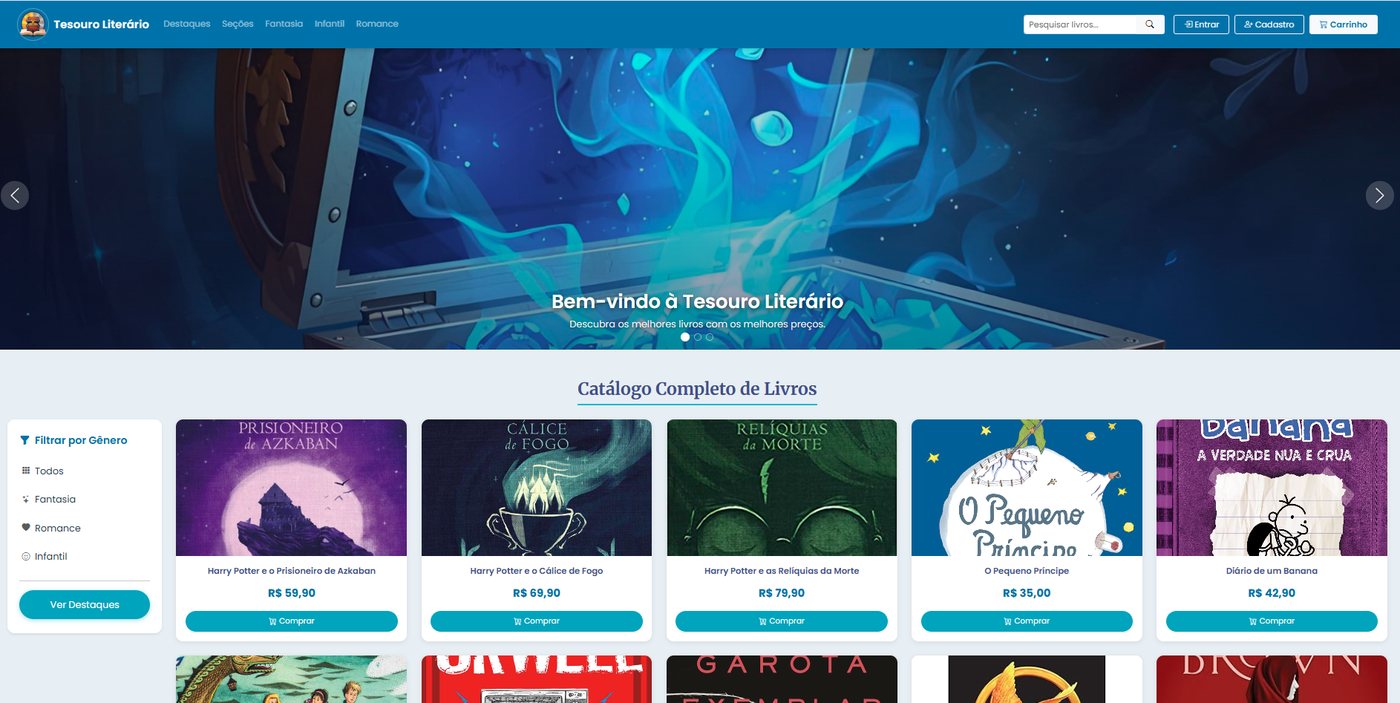 Tesouro Literário
Destaques Seções Fantasia Infantil Romance
Pesquisar livros...
Entrar
Cadastro
Carrinho
Bem-vindo à Tesouro Literário
Descubra os melhores livros com os melhores preços.
Catálogo Completo de Livros
Filtrar por Gênero
Todos
Fantasia
Romance
Infantil
Ver Destaques
PRISIONEIRO
de AZKABAN
Harry Potter e o Prisioneiro de Azkaban
R$ 59,90
Comprar
CÁLICE
de FOGO
Harry Potter e o Cálice de Fogo
R$ 69,90
Comprar
RELÍQUIAS
da MORTE
Harry Potter e as Relíquias da Morte
R$ 79,90
Comprar
O Pequeno
Príncipe
O Pequeno Príncipe
R$ 35,00
Comprar
Banana
A VERDADE NUA E CRUA
Diário de um Banana
R$ 42,90
Comprar
ORWELL
GAROTA
EXEMPLAR
BROWN